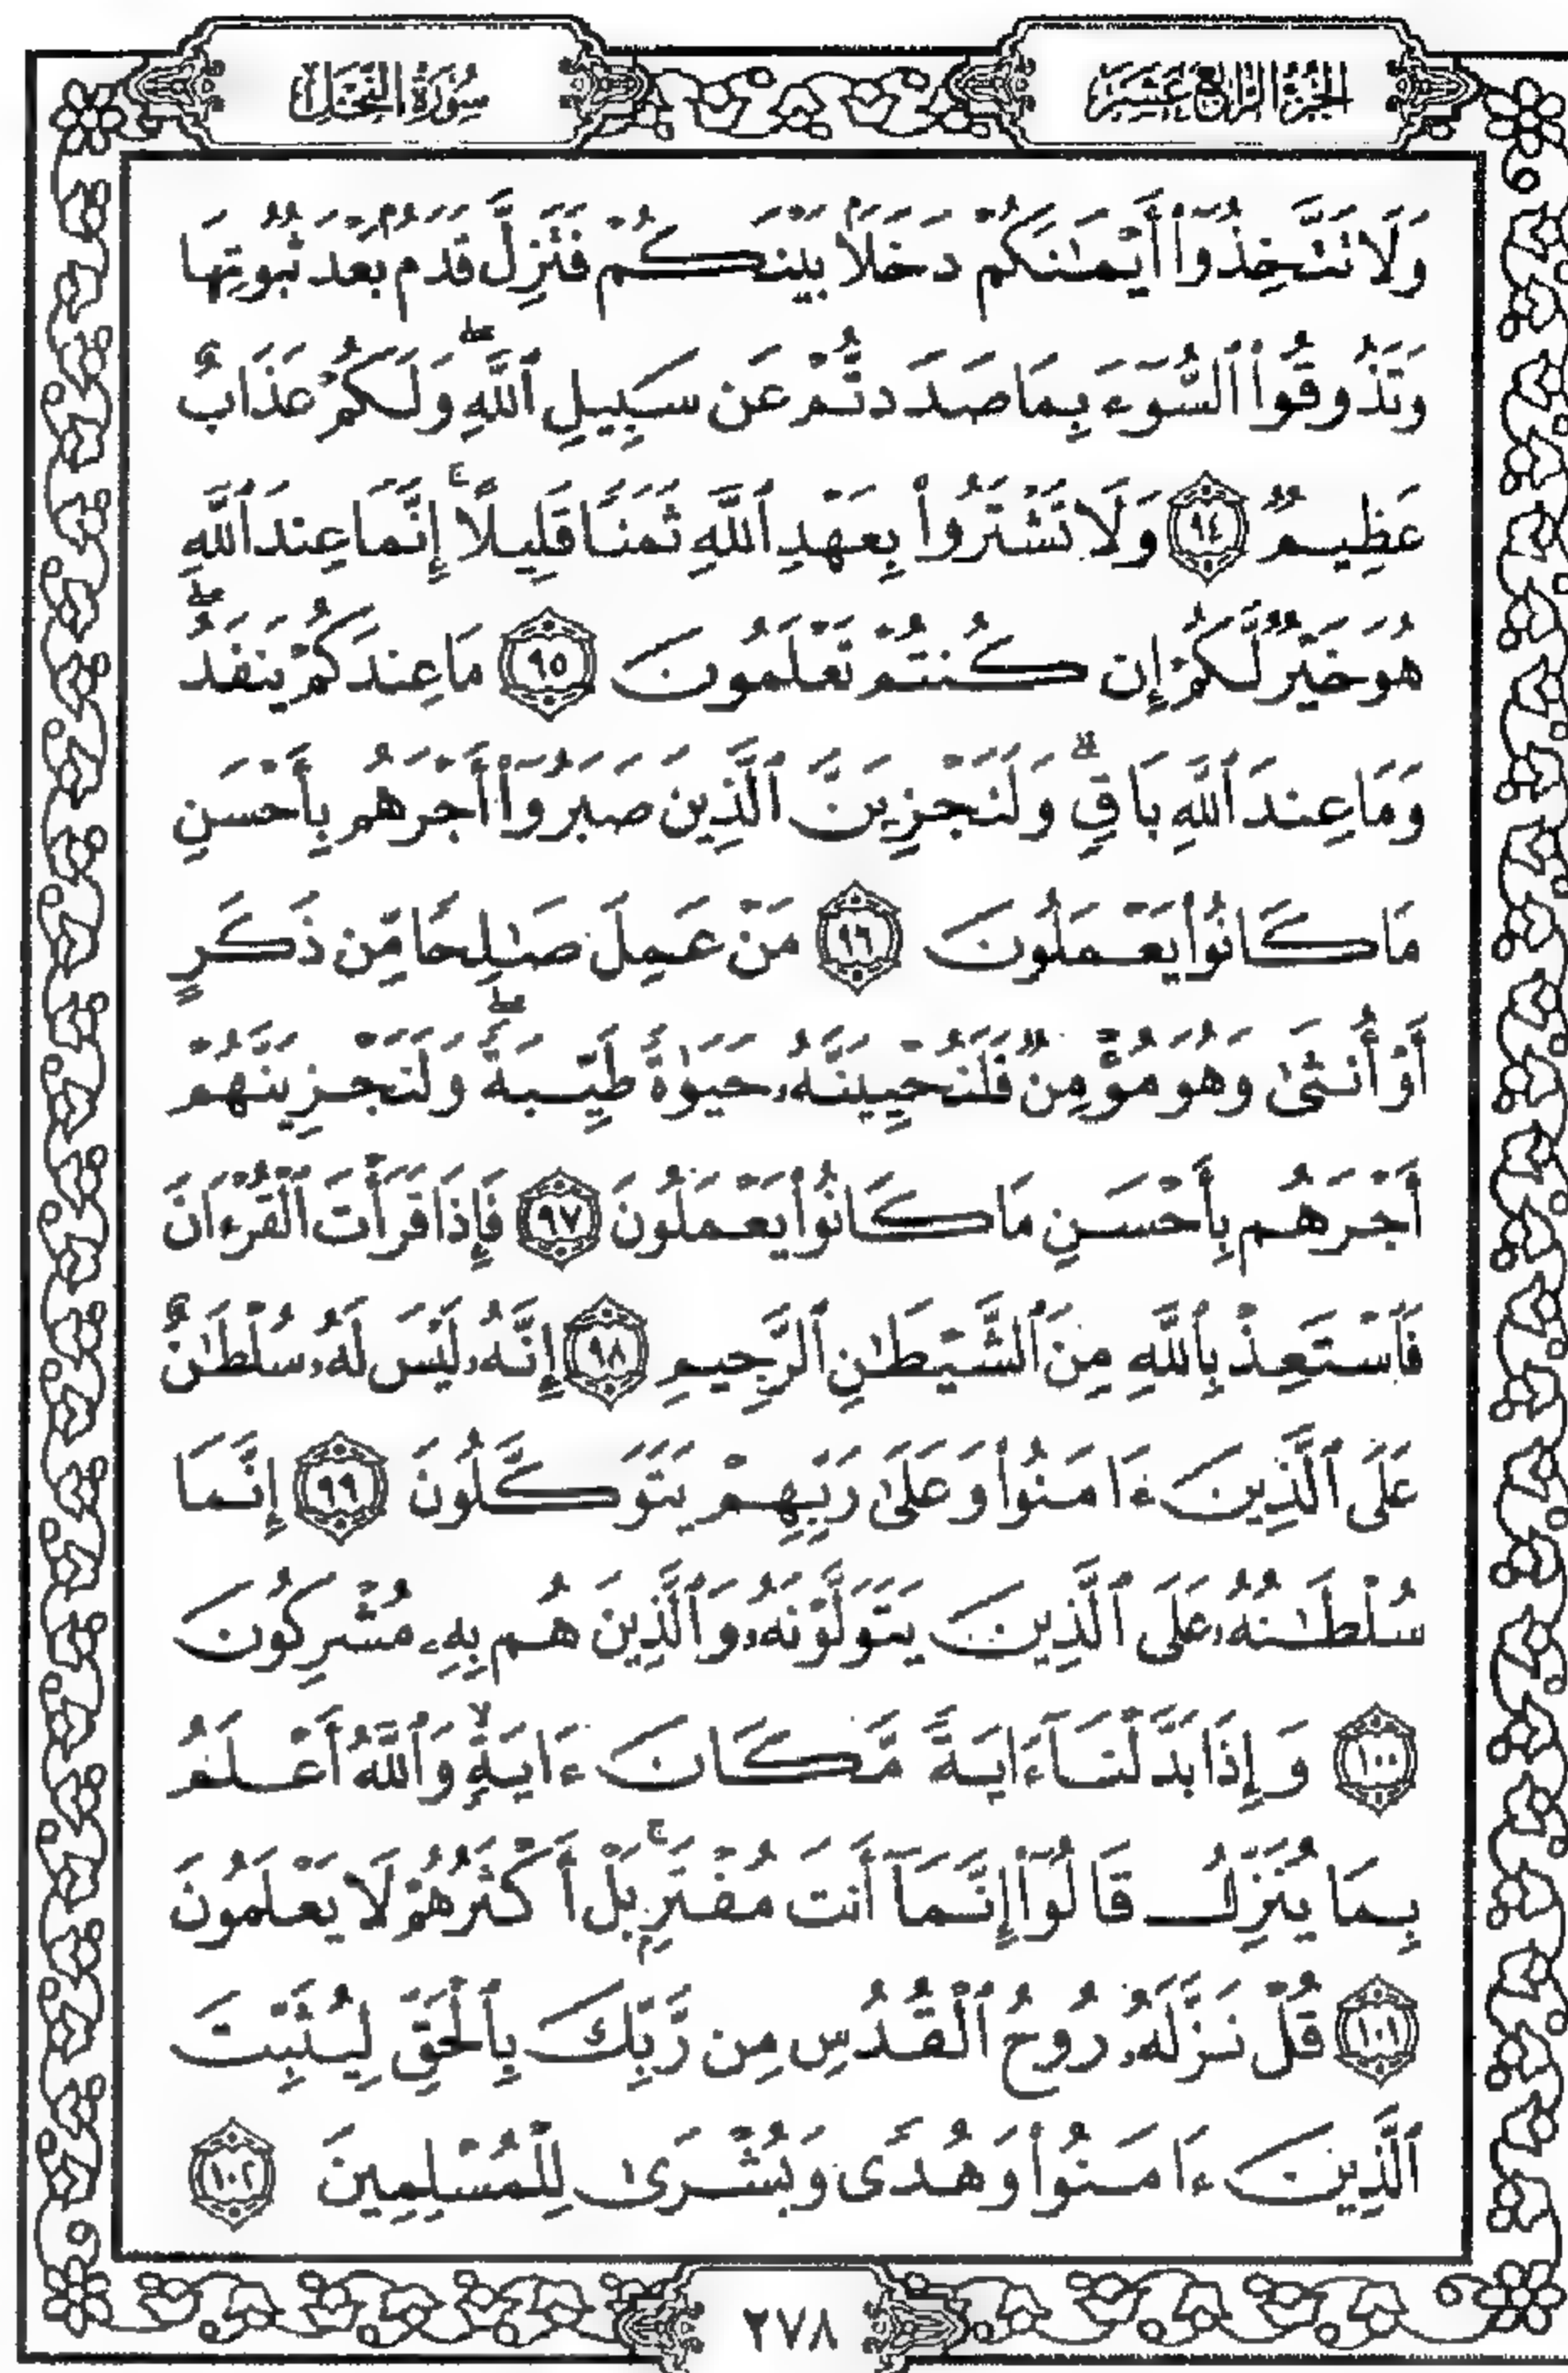 الجزء الرابع عشر
سورة النحل
وَلَا تَتَّخِذُوٓا۟ أَيْمَـٰنَكُمْ دَخَلًۢا بَيْنَكُمْ فَتَزِلَّ قَدَمٌۢ بَعْدَ ثُبُوتِهَا
وَتَذُوقُوا۟ ٱلسُّوٓءَ بِمَا صَدَدتُّمْ عَن سَبِيلِ ٱللَّهِ ۖ وَلَكُمْ عَذَابٌ
عَظِيمٌ ٩٤ وَلَا تَشْتَرُوا۟ بِعَهْدِ ٱللَّهِ ثَمَنًا قَلِيلًا ۚ إِنَّمَا عِندَ ٱللَّهِ
هُوَ خَيْرٌ لَّكُمْ إِن كُنتُمْ تَعْلَمُونَ ٩٥ مَا عِندَكُمْ يَنفَدُ ۖ
وَمَا عِندَ ٱللَّهِ بَاقٍ ۗ وَلَنَجْزِيَنَّ ٱلَّذِينَ صَبَرُوٓا۟ أَجْرَهُم بِأَحْسَنِ
مَا كَانُوا۟ يَعْمَلُونَ ٩٦ مَنْ عَمِلَ صَـٰلِحًا مِّن ذَكَرٍ
أَوْ أُنثَىٰ وَهُوَ مُؤْمِنٌ فَلَنُحْيِيَنَّهُۥ حَيَوٰةً طَيِّبَةً ۖ وَلَنَجْزِيَنَّهُمْ
أَجْرَهُم بِأَحْسَنِ مَا كَانُوا۟ يَعْمَلُونَ ٩٧ فَإِذَا قَرَأْتَ ٱلْقُرْءَانَ
فَٱسْتَعِذْ بِٱللَّهِ مِنَ ٱلشَّيْطَـٰنِ ٱلرَّجِيمِ ٩٨ إِنَّهُۥ لَيْسَ لَهُۥ سُلْطَـٰنٌ
عَلَى ٱلَّذِينَ ءَامَنُوا۟ وَعَلَىٰ رَبِّهِمْ يَتَوَكَّلُونَ ٩٩ إِنَّمَا
سُلْطَـٰنُهُۥ عَلَى ٱلَّذِينَ يَتَوَلَّوْنَهُۥ وَٱلَّذِينَ هُم بِهِۦ مُشْرِكُونَ
١٠٠ وَإِذَا بَدَّلْنَآ ءَايَةً مَّكَانَ ءَايَةٍ ۙ وَٱللَّهُ أَعْلَمُ
بِمَا يُنَزِّلُ قَالُوٓا۟ إِنَّمَآ أَنتَ مُفْتَرٍۭ ۚ بَلْ أَكْثَرُهُمْ لَا يَعْلَمُونَ
١٠١ قُلْ نَزَّلَهُۥ رُوحُ ٱلْقُدُسِ مِن رَّبِّكَ بِٱلْحَقِّ لِيُثَبِّتَ
ٱلَّذِينَ ءَامَنُوا۟ وَهُدًى وَبُشْرَىٰ لِلْمُسْلِمِينَ ١٠٢
٢٧٨